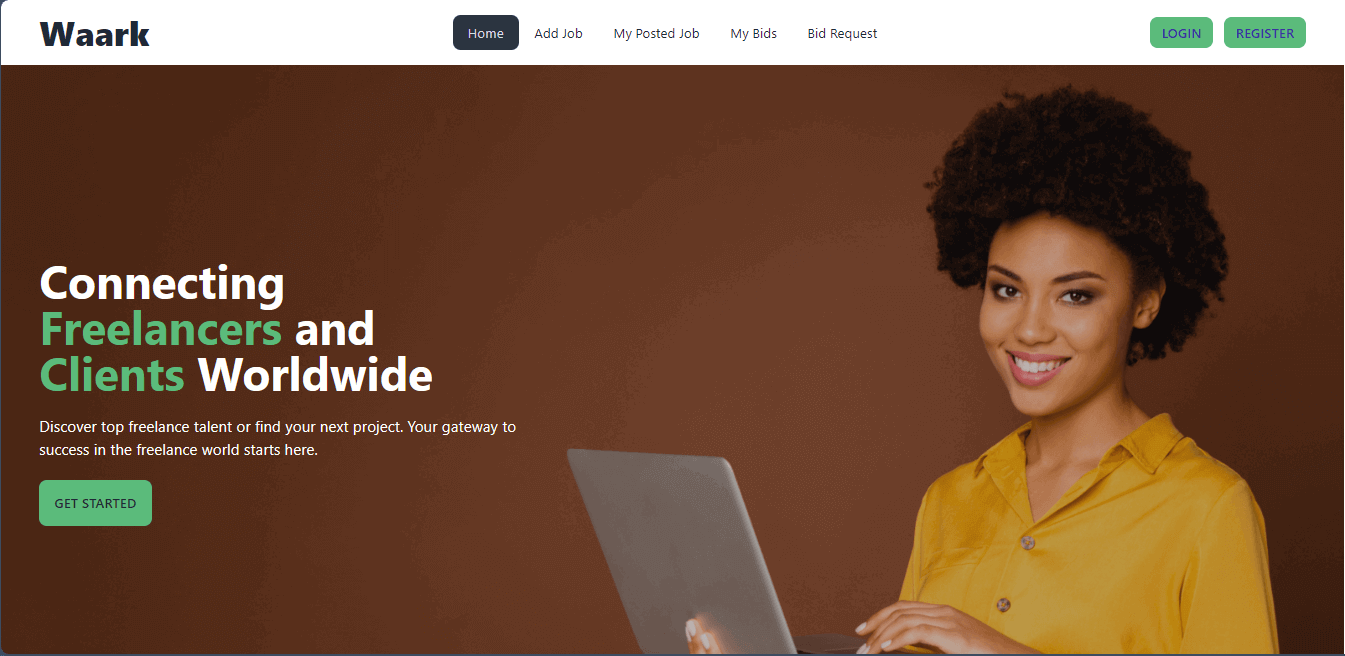 Waark
Home
Add Job
My Posted Job
My Bids
Bid Request
LOGIN
REGISTER
Connecting
Freelancers and
Clients Worldwide
Discover top freelance talent or find your next project. Your gateway to
success in the freelance world starts here.
GET STARTED